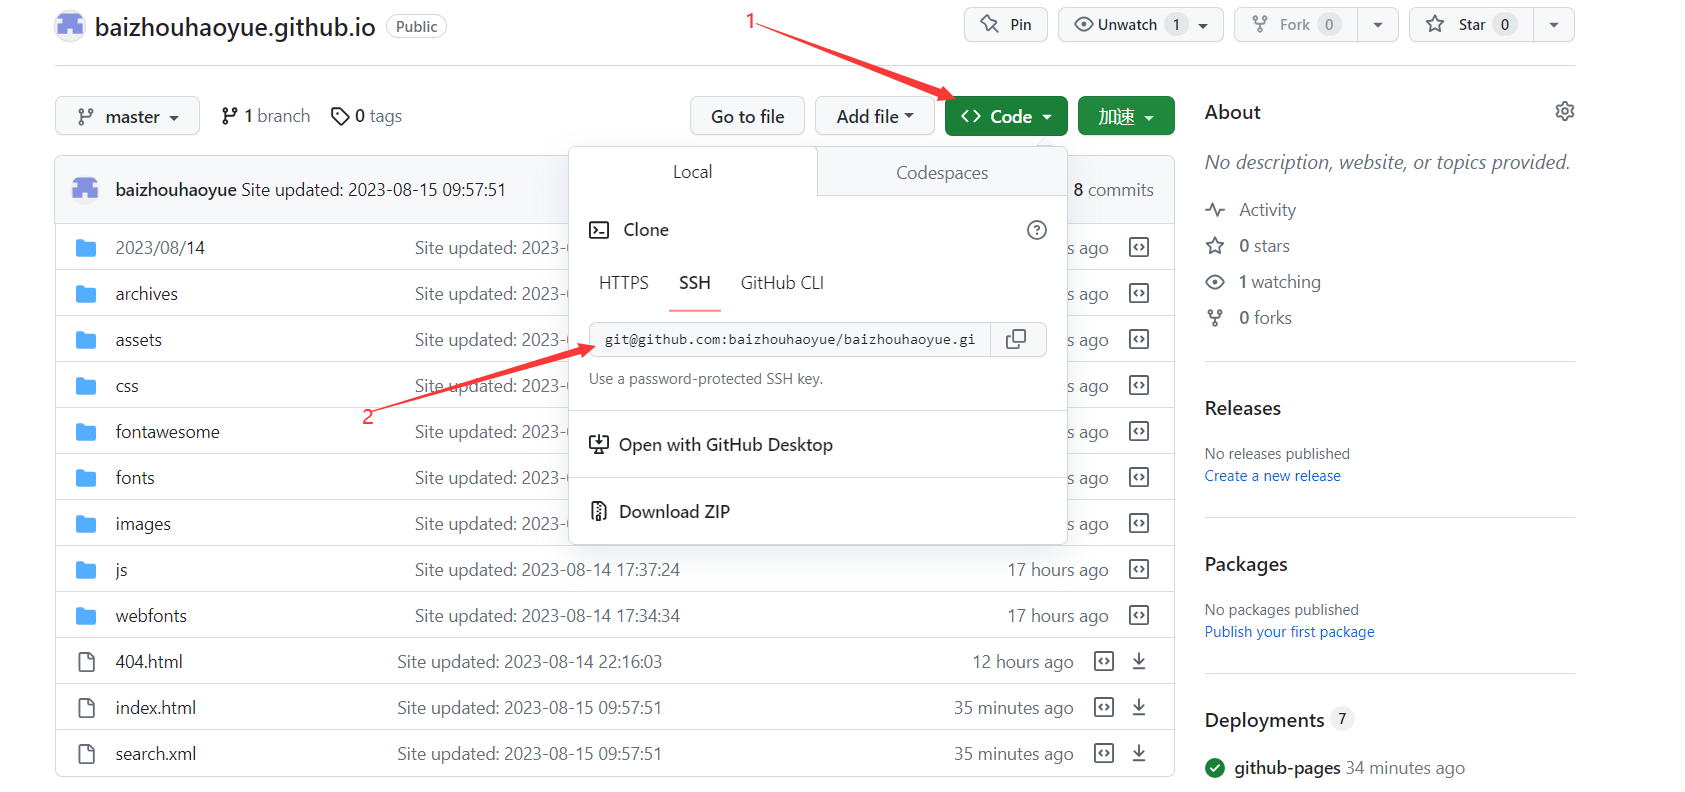 1
baizhouhaoyue.github.io Public
Pin Unwatch 1 Fork 0 Star 0
master 1 branch 0 tags Go to file Add file <> Code 加速
baizhouhaoyue Site updated: 2023-08-15 09:57:51 8 commits
Local Codespaces
Clone
HTTPS SSH GitHub CLI
git@github.com:baizhouhaoyue/baizhouhaoyue.gi
Use a password-protected SSH key.
2
Open with GitHub Desktop
Download ZIP
2023/08/14 Site updated: 2023- s ago
archives Site updated: 2023- s ago
assets Site updated: 2023- s ago
css Site updated: 2023- s ago
fontawesome Site updated: 2023- s ago
fonts Site updated: 2023- s ago
images Site updated: 2023- s ago
js Site updated: 2023-08-14 17:37:24 17 hours ago
webfonts Site updated: 2023-08-14 17:34:34 17 hours ago
404.html Site updated: 2023-08-14 22:16:03 12 hours ago
index.html Site updated: 2023-08-15 09:57:51 35 minutes ago
search.xml Site updated: 2023-08-15 09:57:51 35 minutes ago
About
No description, website, or topics provided.
Activity
0 stars
1 watching
0 forks
Releases
No releases published
Create a new release
Packages
No packages published
Publish your first package
Deployments 7
github-pages 34 minutes ago